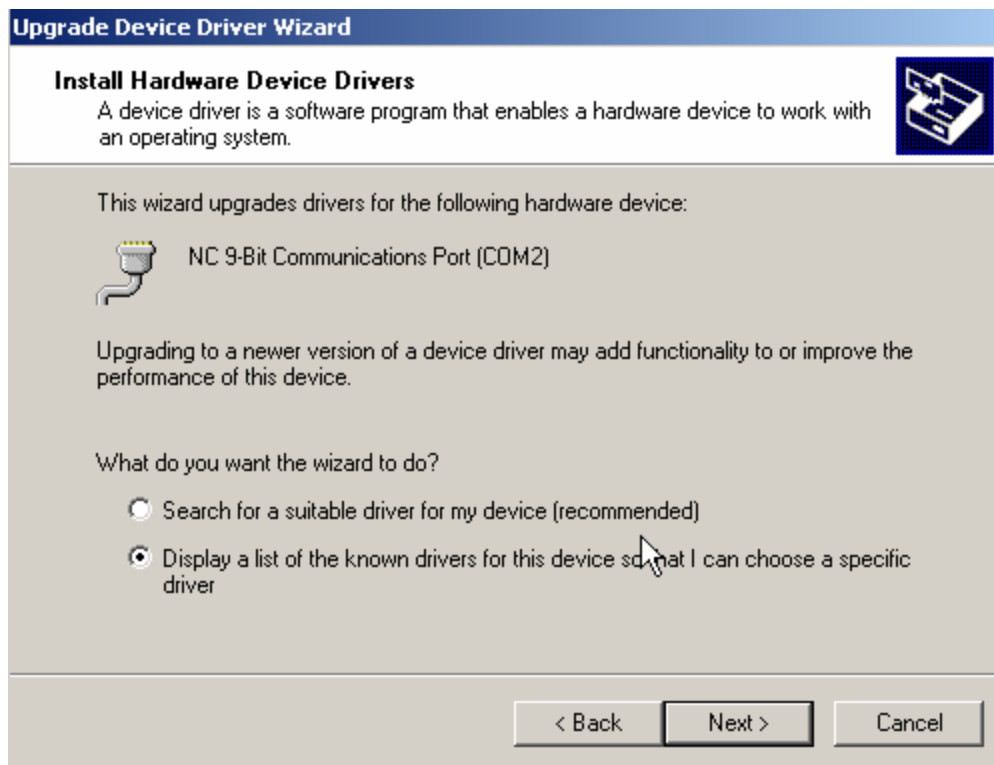 Upgrade Device Driver Wizard
Install Hardware Device Drivers
A device driver is a software program that enables a hardware device to work with
an operating system.
This wizard upgrades drivers for the following hardware device:
NC 9-Bit Communications Port (COM2)
Upgrading to a newer version of a device driver may add functionality to or improve the
performance of this device.
What do you want the wizard to do?
Search for a suitable driver for my device (recommended)
Display a list of the known drivers for this device so that I can choose a specific
driver
< Back
Next >
Cancel